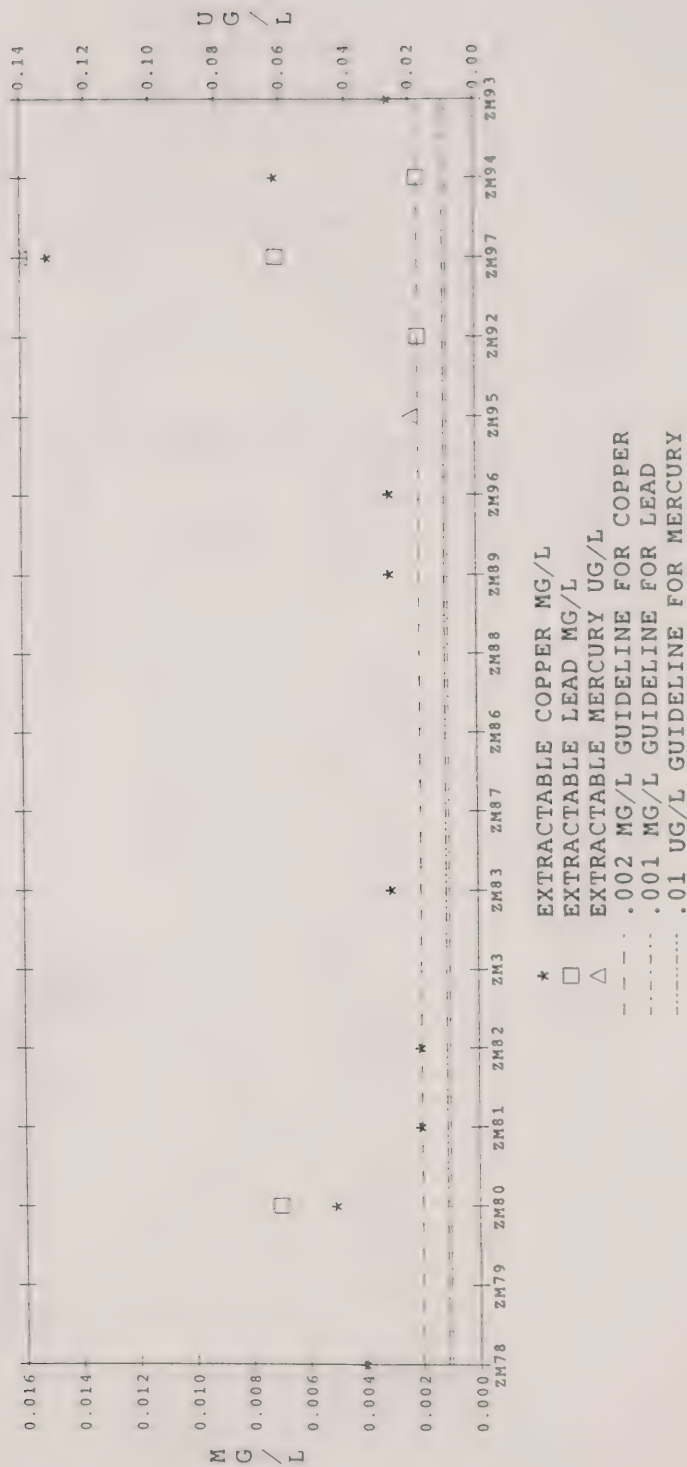 M
G
/
L
0.016
0.014
0.012
0.010
0.008
0.006
0.004
0.002
0.000
U
G
/
L
0.14
0.12
0.10
0.08
0.06
0.04
0.02
0.00
ZM78 ZM79 ZM80 ZM81 ZM82 ZM3 ZM83 ZM87 ZM86 ZM88 ZM89 ZM96 ZM95 ZM92 ZM97 ZM94 ZM93
EXTRACTABLE COPPER MG/L
EXTRACTABLE LEAD MG/L
EXTRACTABLE MERCURY UG/L
.002 MG/L GUIDELINE FOR COPPER
.001 MG/L GUIDELINE FOR LEAD
.01 UG/L GUIDELINE FOR MERCURY